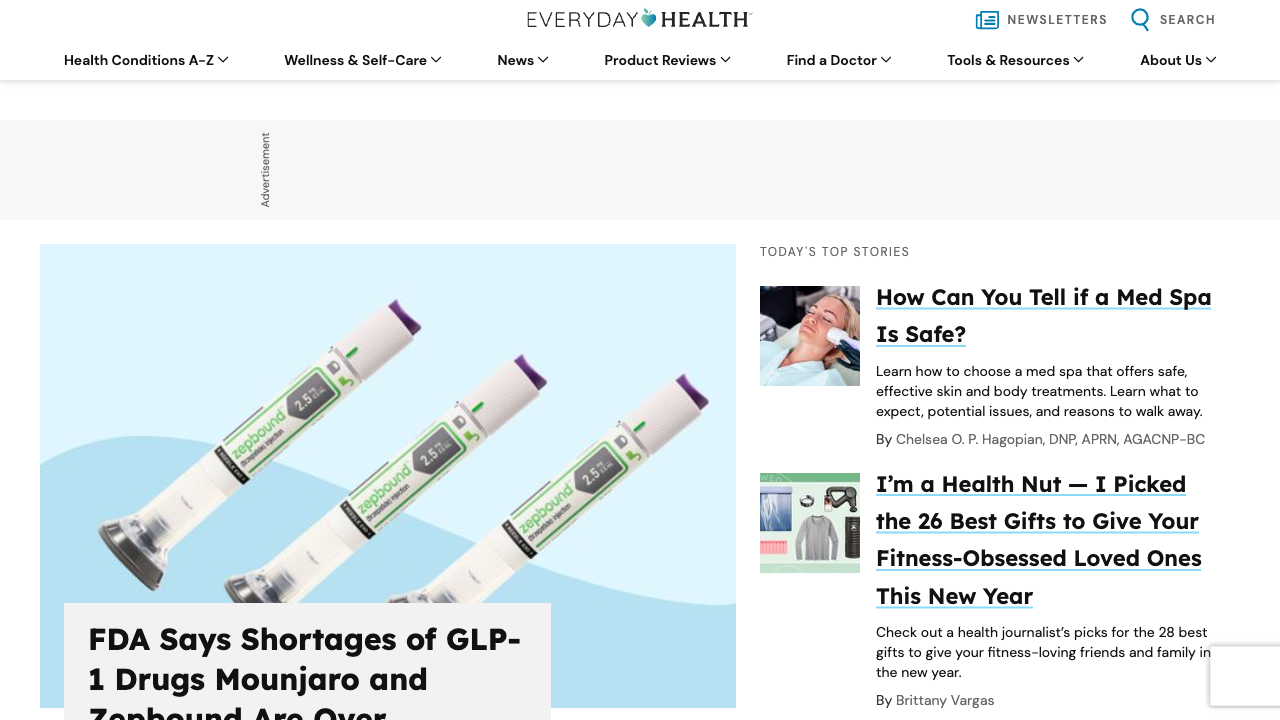 EVERYDAY HEALTH
NEWSLETTERS
SEARCH
Health Conditions A-Z
Wellness & Self-Care
News
Product Reviews
Find a Doctor
Tools & Resources
About Us
Advertisement
zepbound
(tirzepatide) injection
2.5 mg
zepbound
(tirzepatide) injection
2.5 mg
zepbound
(tirzepatide) injection
2.5 mg
FDA Says Shortages of GLP-
1 Drugs Mounjaro and
Zepbound Are Over
TODAY'S TOP STORIES
How Can You Tell if a Med Spa
Is Safe?
Learn how to choose a med spa that offers safe,
effective skin and body treatments. Learn what to
expect, potential issues, and reasons to walk away.
By Chelsea O. P. Hagopian, DNP, APRN, AGACNP-BC
I’m a Health Nut — I Picked
the 26 Best Gifts to Give Your
Fitness-Obsessed Loved Ones
This New Year
Check out a health journalist’s picks for the 28 best
gifts to give your fitness-loving friends and family in
the new year.
By Brittany Vargas